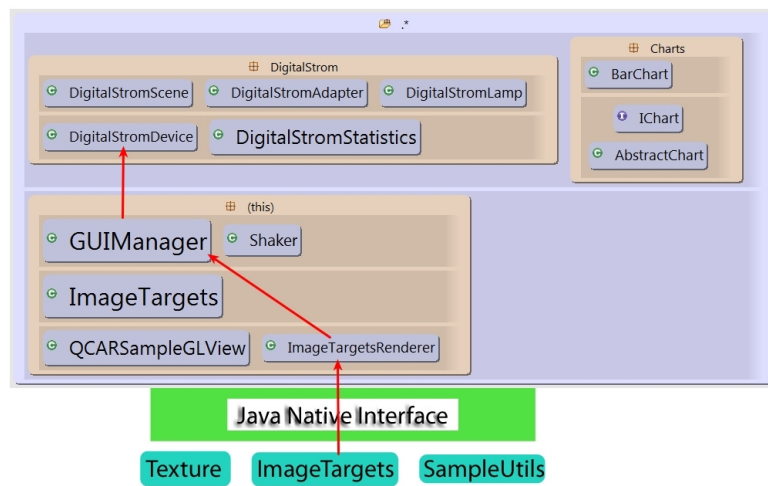 .*
DigitalStrom
DigitalStromScene DigitalStromAdapter DigitalStromLamp
DigitalStromDevice DigitalStromStatistics
Charts
BarChart
IChart
AbstractChart
(this)
GUIManager Shaker
ImageTargets
QCARSampleGLView ImageTargetsRenderer
Java Native Interface
Texture ImageTargets SampleUtils